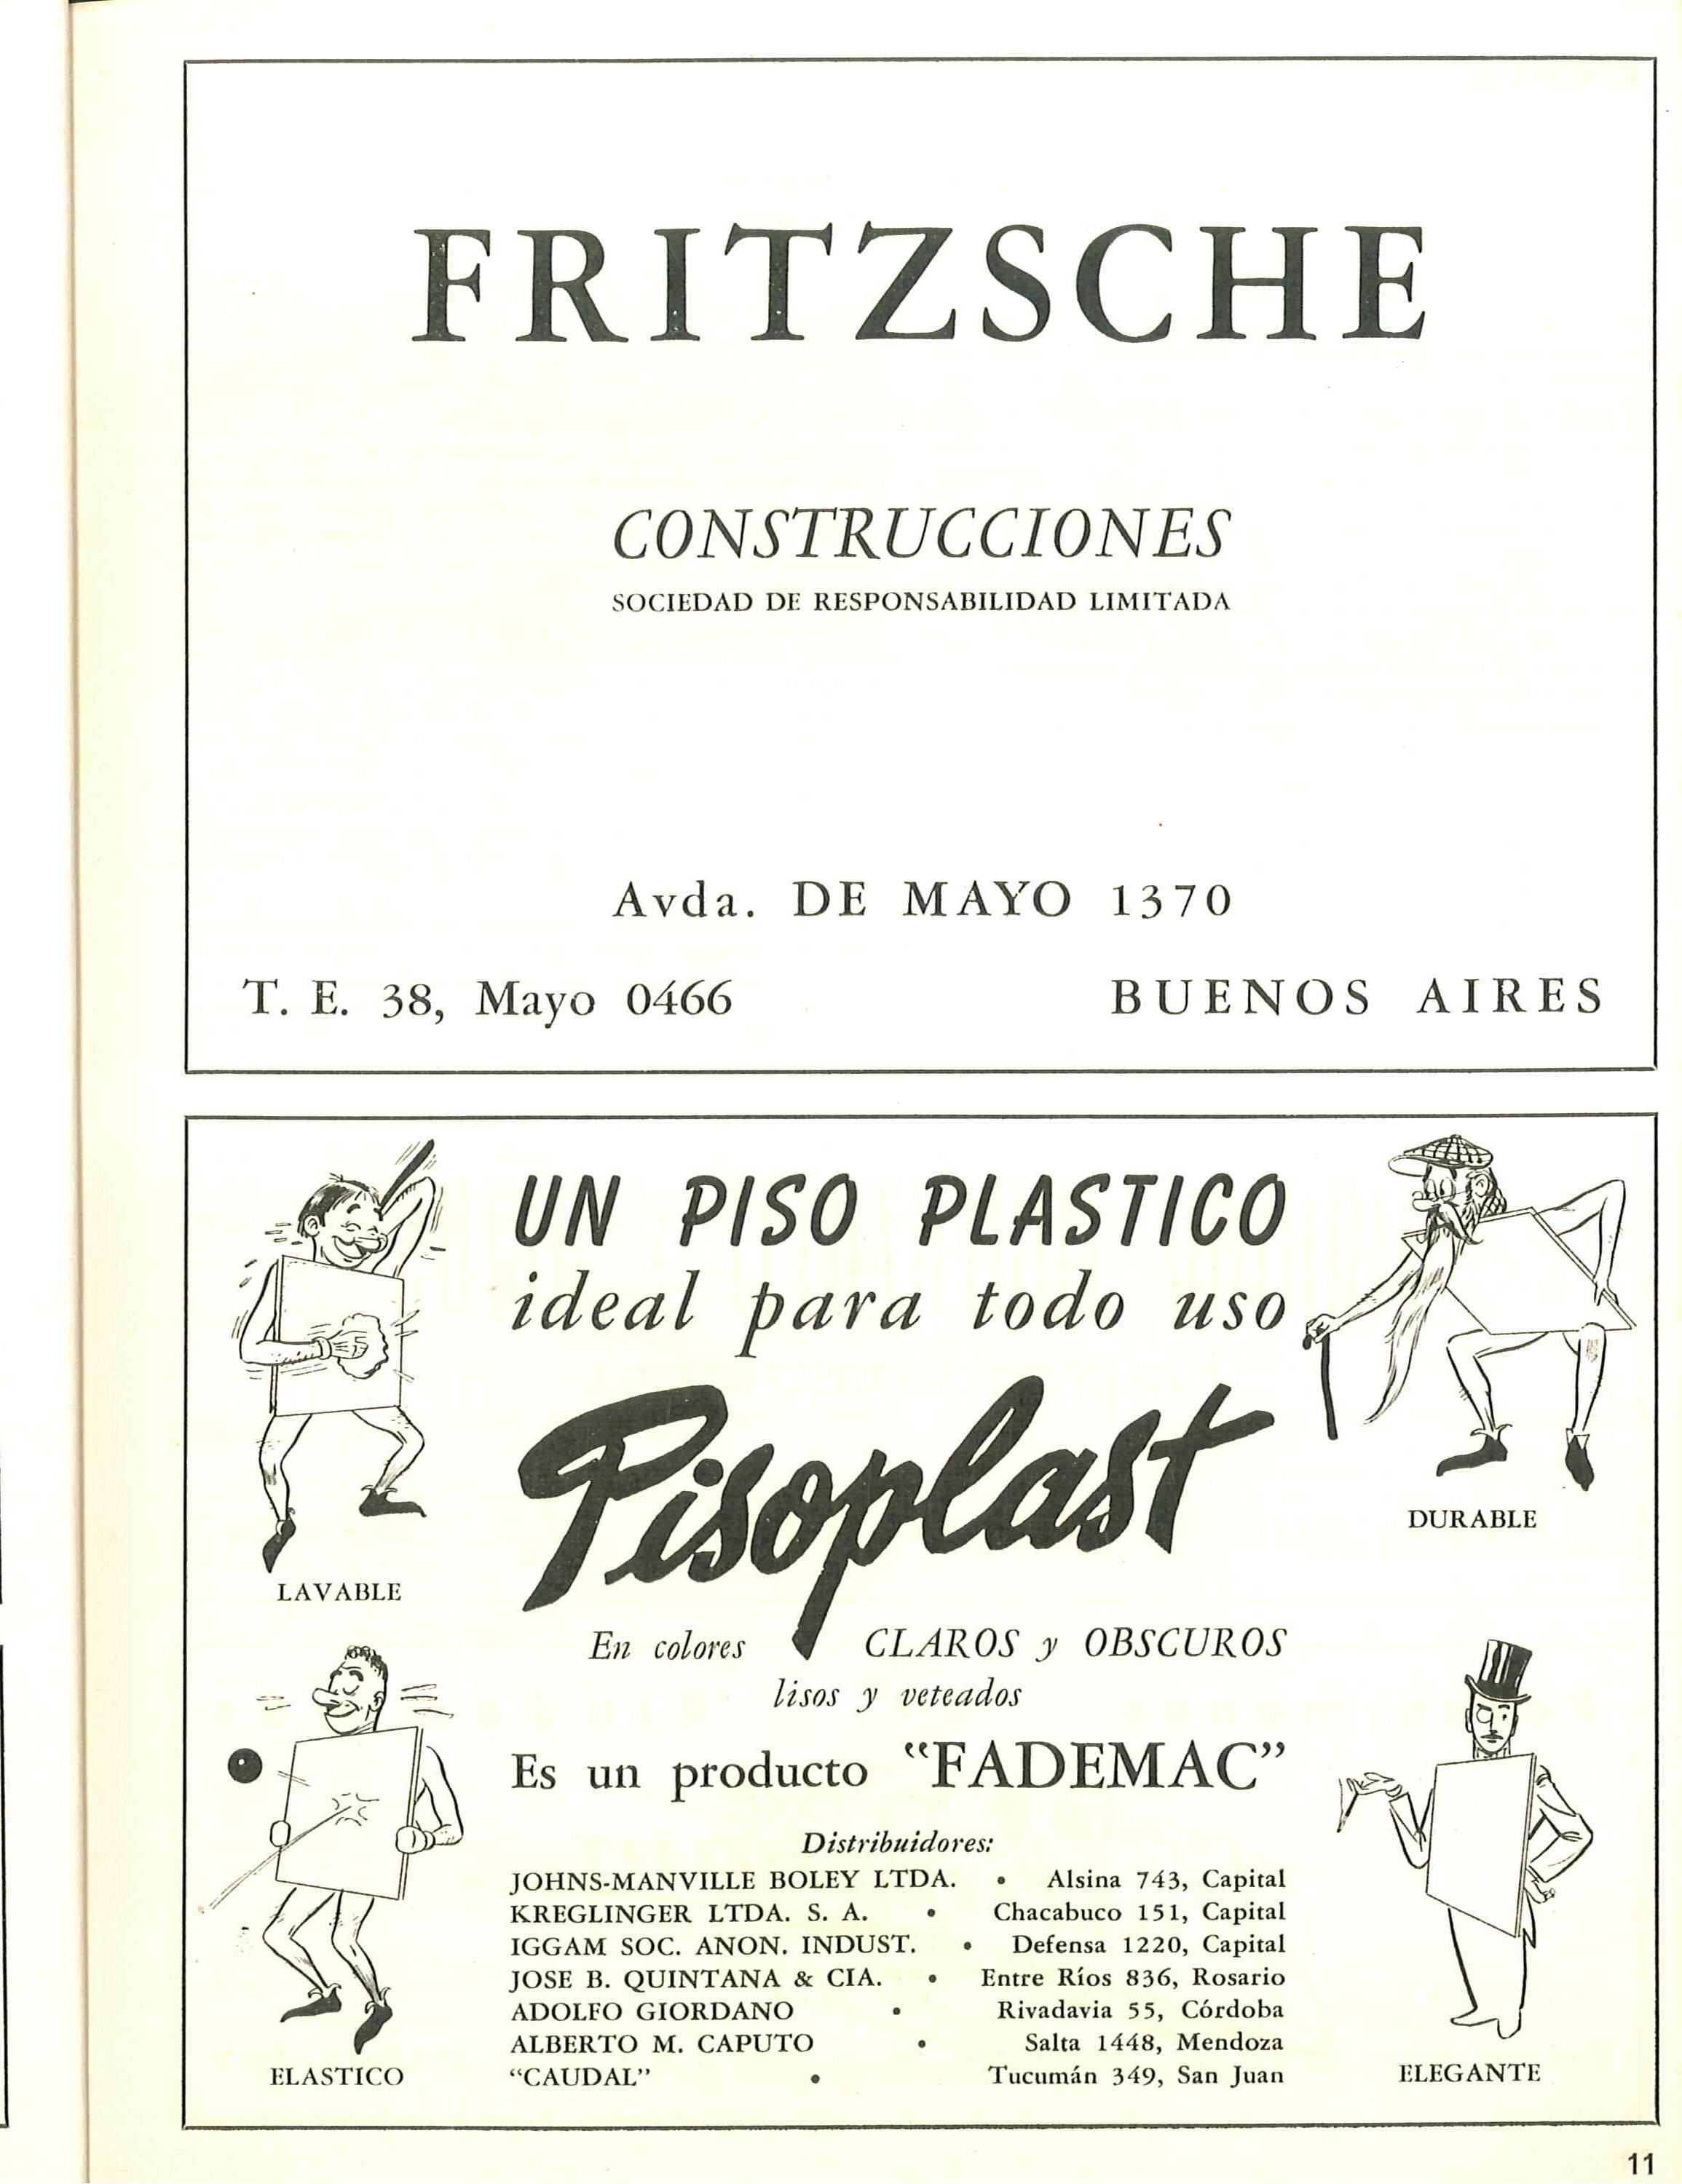 FRITZSCHE
CONSTRUCCIONES
SOCIEDAD DE RESPONSABILIDAD LIMITADA
Avda. DE MAYO 1370
T. E. 38, Mayo 0466 BUENOS AIRES
UN PISO PLASTICO
ideal para todo uso
Pisoplast
DURABLE
LAVABLE
En colores CLAROS y OBSCUROS
lisos y veteados
Es un producto “FADEMAC”
Distribuidores:
JOHNS-MANVILLE BOLEY LTDA. • Alsina 743, Capital
KREGLINGER LTDA. S. A. • Chacabuco 151, Capital
IGGAM SOC. ANON. INDUST. • Defensa 1220, Capital
JOSE B. QUINTANA & CIA. • Entre Ríos 836, Rosario
ADOLFO GIORDANO • Rivadavia 55, Córdoba
ALBERTO M. CAPUTO • Salta 1448, Mendoza
“CAUDAL” • Tucumán 349, San Juan
ELASTICO
ELEGANTE
11